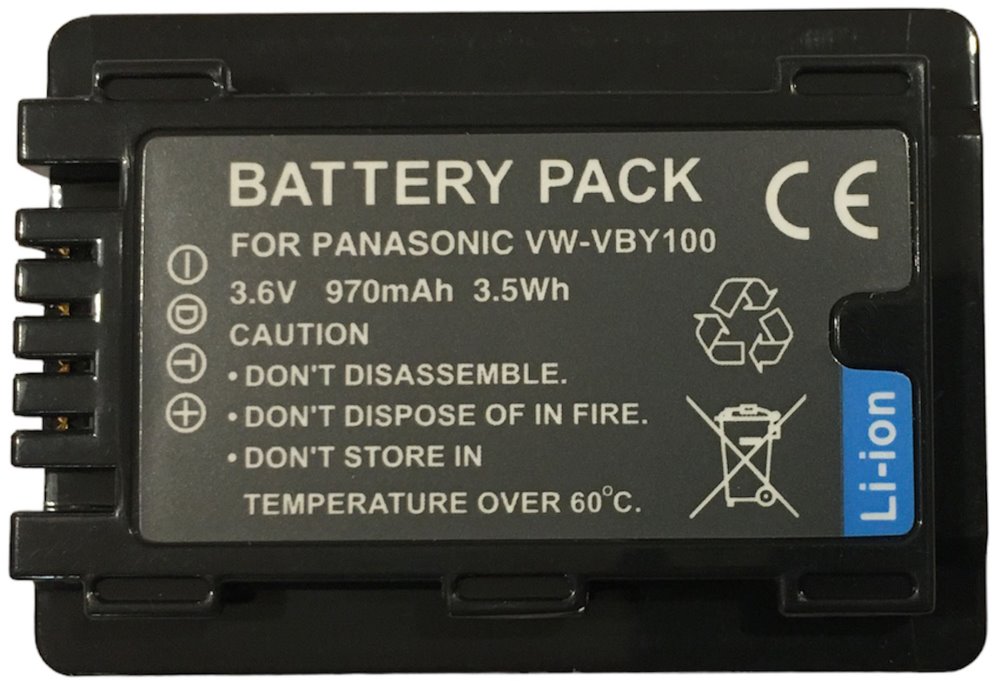 BATTERY PACK
CE
FOR PANASONIC VW-VBY100
3.6V 970mAh 3.5Wh
CAUTION
• DON'T DISASSEMBLE.
• DON'T DISPOSE OF IN FIRE.
• DON'T STORE IN
TEMPERATURE OVER 60°C.
−
D
T
+
Li-ion